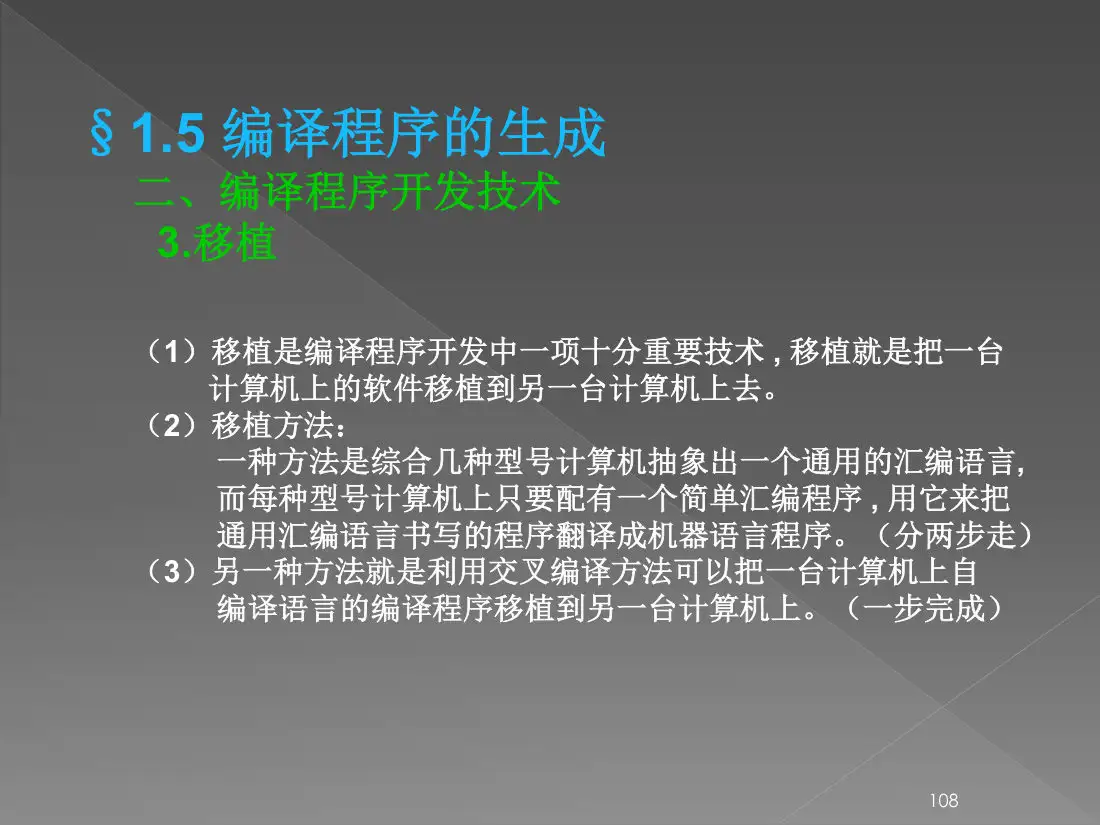 §1.5 编译程序的生成
二、编译程序开发技术
3.移植
（1）移植是编译程序开发中一项十分重要技术 , 移植就是把一台
计算机上的软件移植到另一台计算机上去。
（2）移植方法：
一种方法是综合几种型号计算机抽象出一个通用的汇编语言,
而每种型号计算机上只要配有一个简单汇编程序 , 用它来把
通用汇编语言书写的程序翻译成机器语言程序。（分两步走）
（3）另一种方法就是利用交叉编译方法可以把一台计算机上自
编译语言的编译程序移植到另一台计算机上。（一步完成）
108